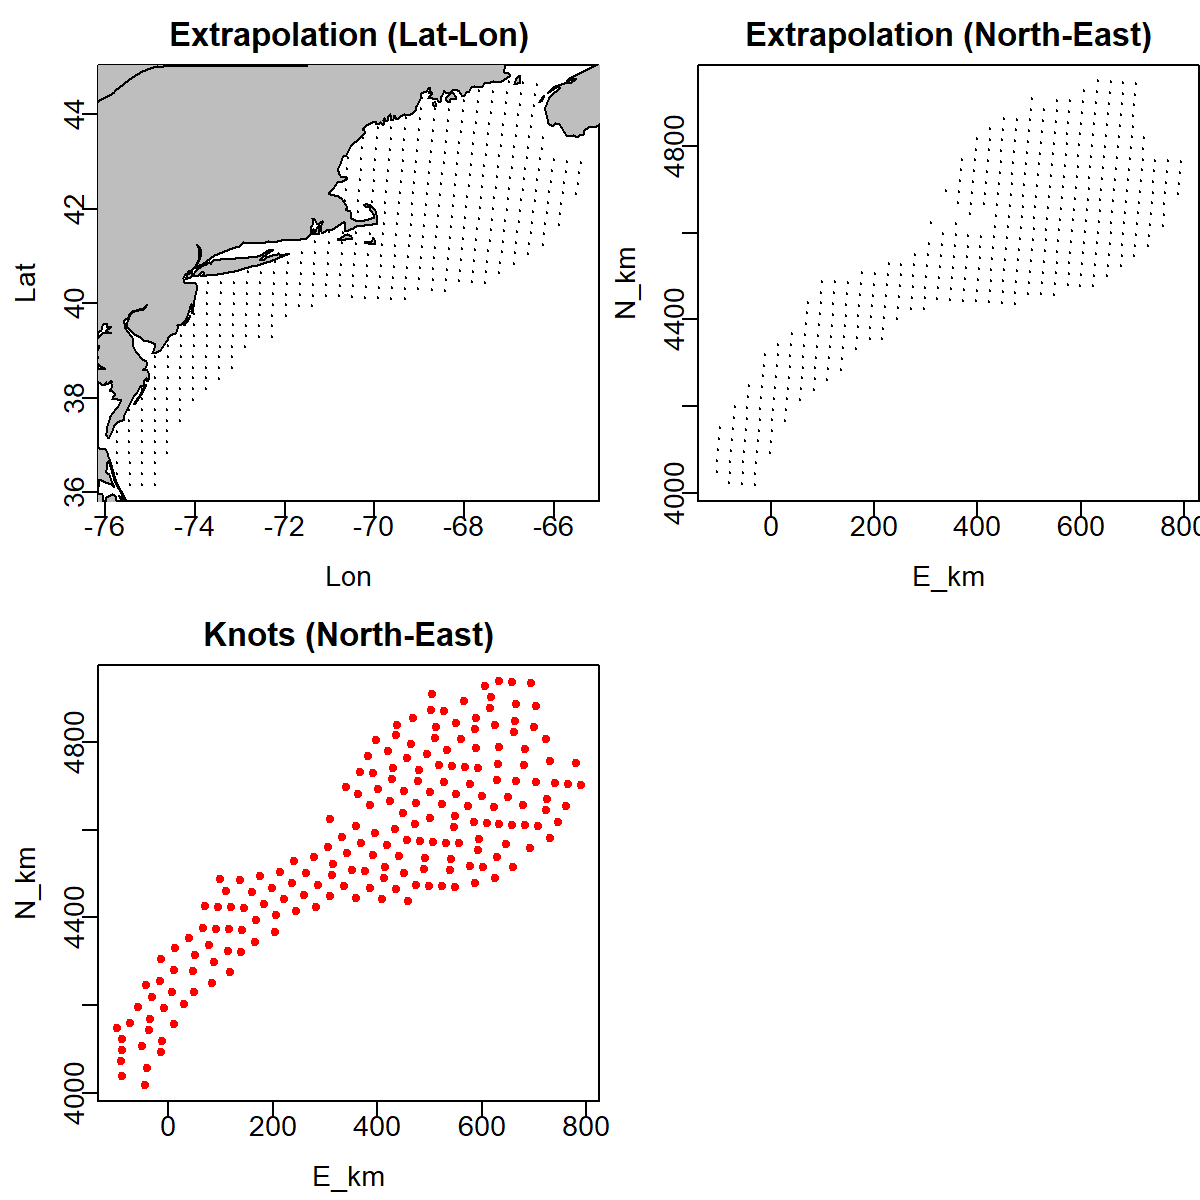 Extrapolation (Lat-Lon)
Lat
44
42
40
38
36
-76 -74 -72 -70 -68 -66
Lon
Extrapolation (North-East)
N_km
4800
4400
4000
0 200 400 600 800
E_km
Knots (North-East)
N_km
4800
4400
4000
0 200 400 600 800
E_km